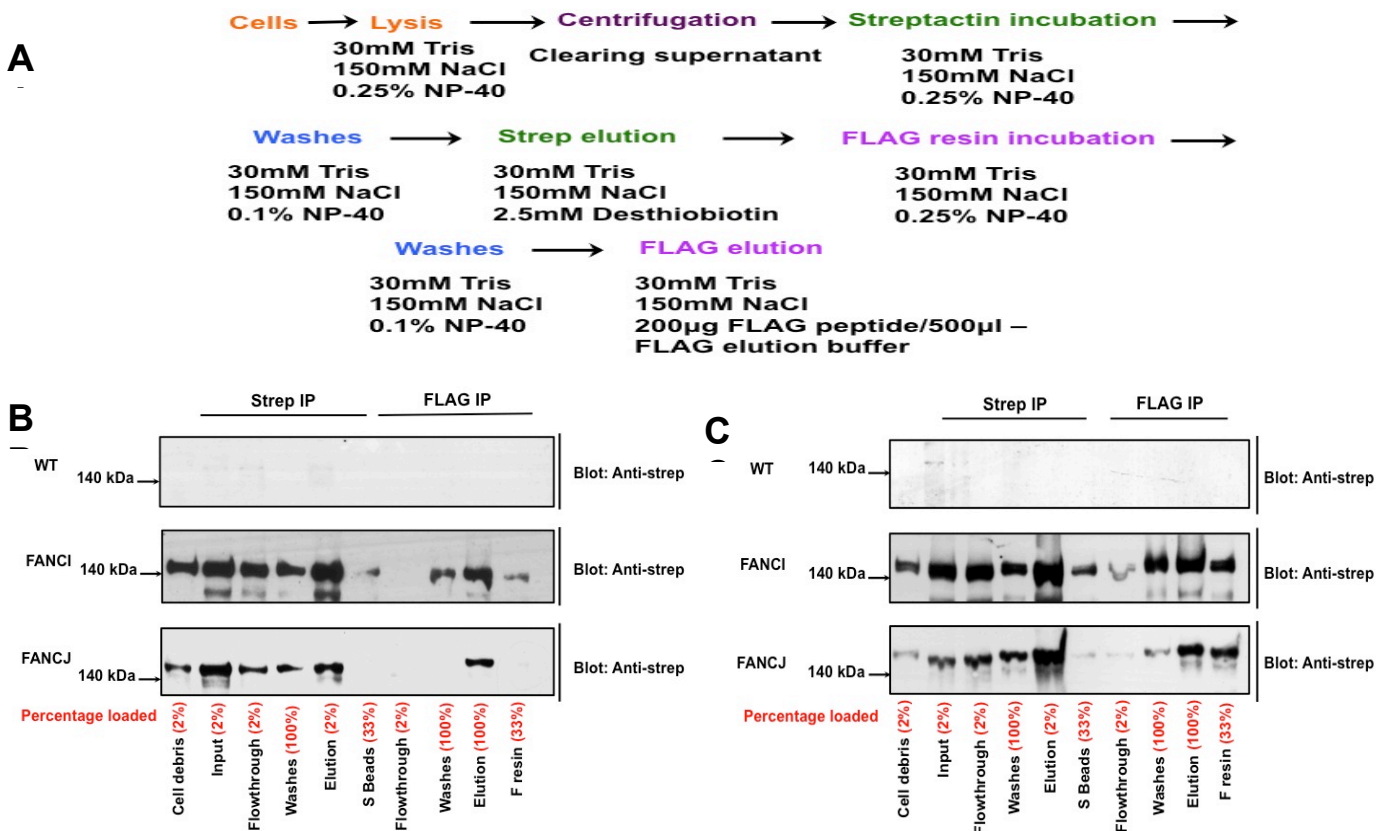 Cells Lysis Centrifugation Streptactin incubation
A
30mM Tris
150mM NaCl
0.25% NP-40
Clearing supernatant
30mM Tris
150mM NaCl
0.25% NP-40
Washes Strep elution FLAG resin incubation
30mM Tris
150mM NaCl
0.1% NP-40
30mM Tris
150mM NaCl
2.5mM Desthiobiotin
30mM Tris
150mM NaCl
0.25% NP-40
Washes FLAG elution
30mM Tris
150mM NaCl
0.1% NP-40
30mM Tris
150mM NaCl
200µg FLAG peptide/500µl –
FLAG elution buffer
B
Strep IP FLAG IP
WT 140 kDa Blot: Anti-strep
FANCI 140 kDa Blot: Anti-strep
FANCJ 140 kDa Blot: Anti-strep
Percentage loaded
Cell debris (2%)
Input (2%)
Flowthrough (2%)
Washes (100%)
Elution (2%)
S Beads (33%)
Flowthrough (2%)
Washes (100%)
Elution (100%)
F resin (33%)
C
Strep IP FLAG IP
WT 140 kDa Blot: Anti-strep
FANCI 140 kDa Blot: Anti-strep
FANCJ 140 kDa Blot: Anti-strep
Percentage loaded
Cell debris (2%)
Input (2%)
Flowthrough (2%)
Washes (100%)
Elution (2%)
S Beads (33%)
Flowthrough (2%)
Washes (100%)
Elution (100%)
F resin (33%)